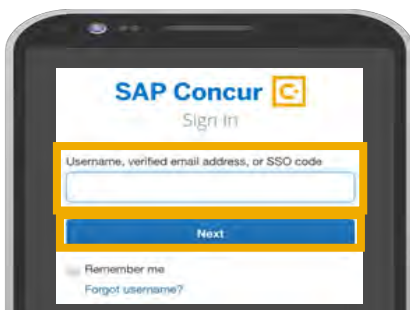 SAP Concur C
Sign In
Username, verified email address, or SSO code
Next
Remember me
Forgot username?